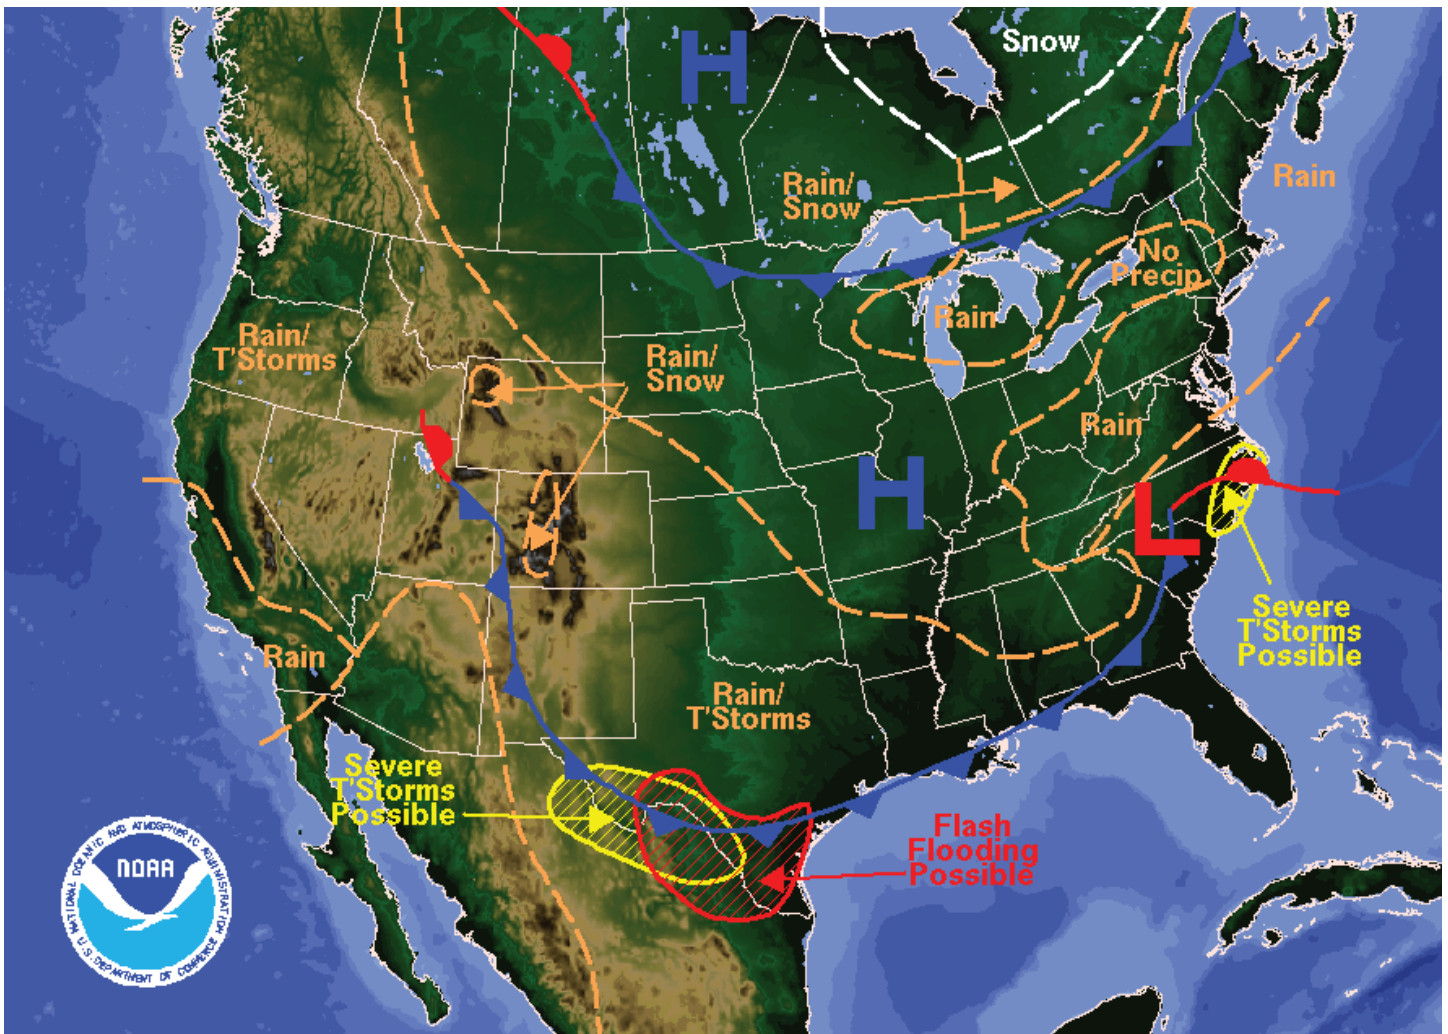 Snow
H
Rain/
Snow
Rain
No
Precip
Rain
Rain/
T'Storms
Rain/
Snow
Rain
H
L
Severe
T'Storms
Possible
Rain
Rain/
T'Storms
Severe
T'Storms
Possible
Flash
Flooding
Possible
NATIONAL OCEANIC AND ATMOSPHERIC ADMINISTRATION
NOAA
U.S. DEPARTMENT OF COMMERCE